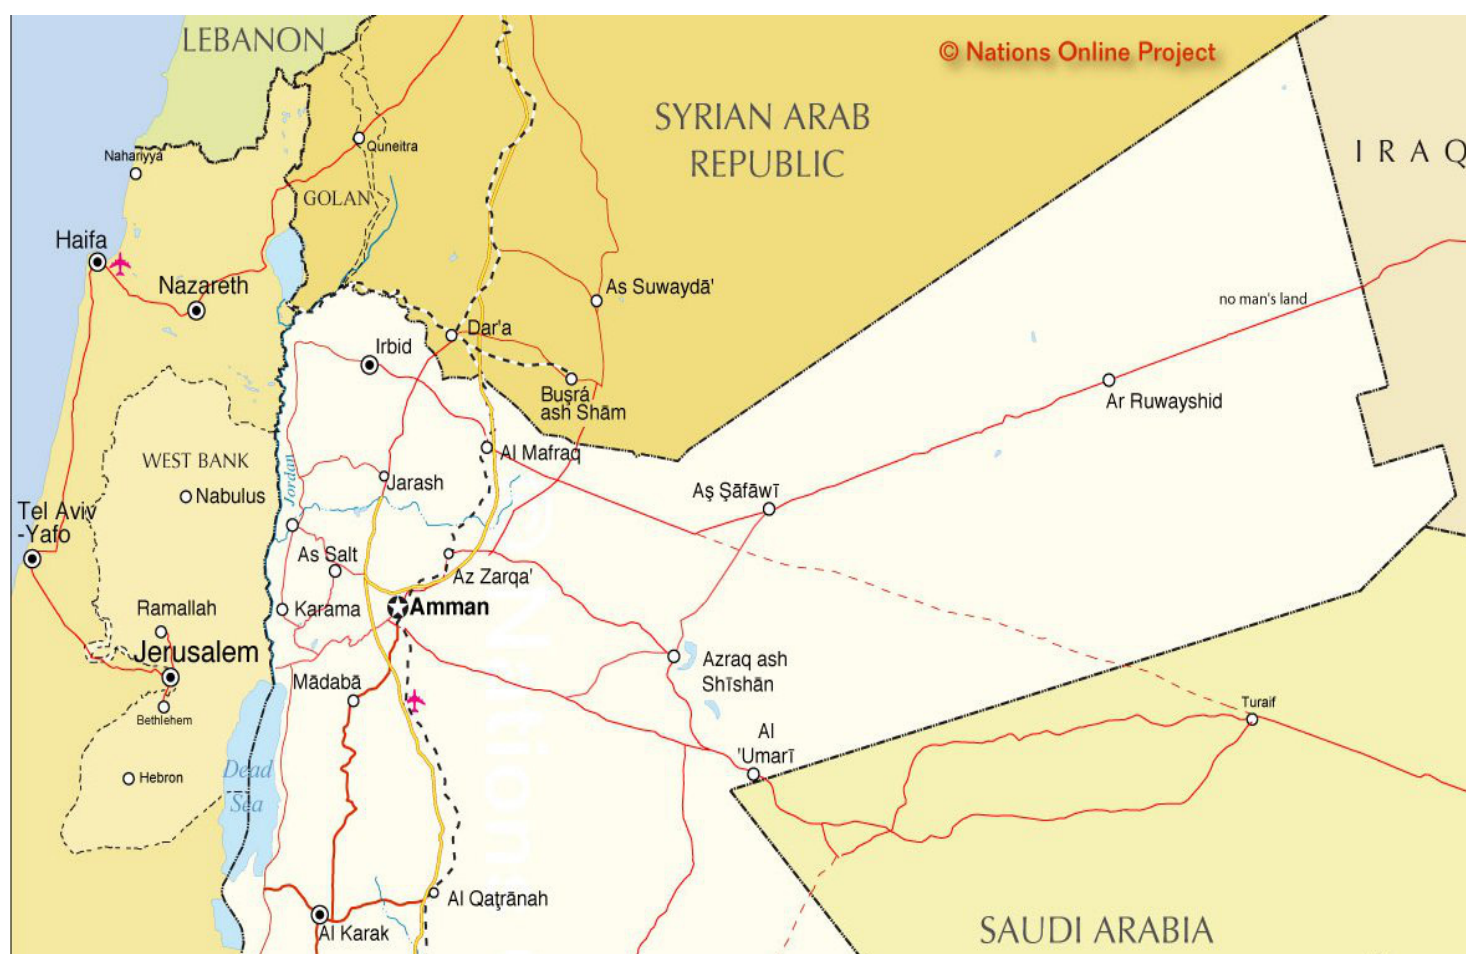 LEBANON
© Nations Online Project
SYRIAN ARAB
REPUBLIC
Quneitra
Nahariyya
IRAQ
GOLAN
Haifa
Nazareth
As Suwaydā'
no man's land
Dar'a
Irbid
Buşrá
ash Shām
Ar Ruwayshid
Al Mafraq
WEST BANK
Jordan
Jarash
Aş Şāfāwī
Nabulus
Tel Aviv
-Yafo
As Salt
Az Zarqa'
Karama
Amman
Ramallah
Jerusalem
Azraq ash
Shīshān
Mādabā
Bethlehem
Turaif
Al
'Umarī
Dead
Sea
Hebron
Al Qaţrānah
Al Karak
SAUDI ARABIA